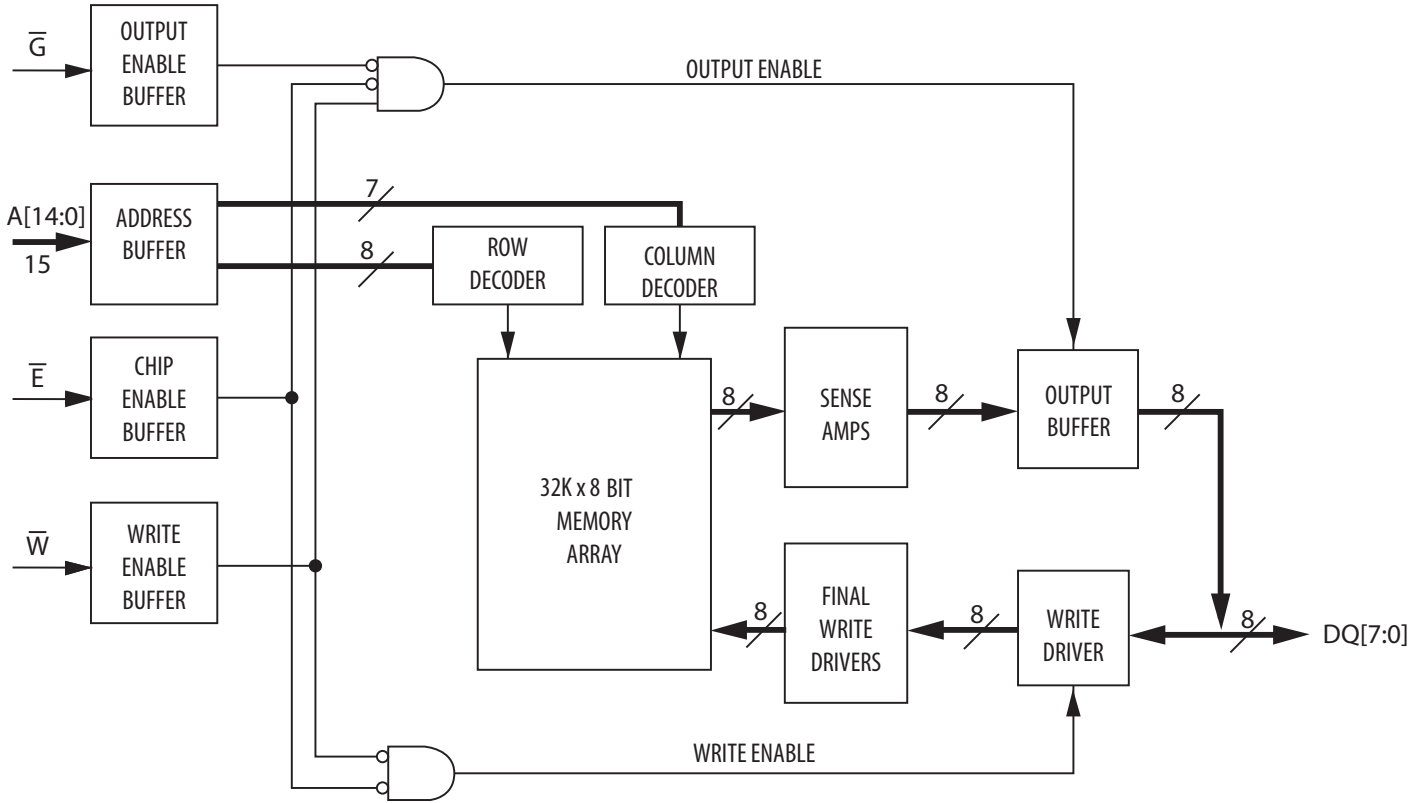 G̅
OUTPUT
ENABLE
BUFFER
OUTPUT ENABLE
A[14:0]
15
ADDRESS
BUFFER
7
8
ROW
DECODER
COLUMN
DECODER
E̅
CHIP
ENABLE
BUFFER
32K x 8 BIT
MEMORY
ARRAY
8
SENSE
AMPS
8
OUTPUT
BUFFER
8
W̅
WRITE
ENABLE
BUFFER
8
FINAL
WRITE
DRIVERS
8
WRITE
DRIVER
8
DQ[7:0]
WRITE ENABLE